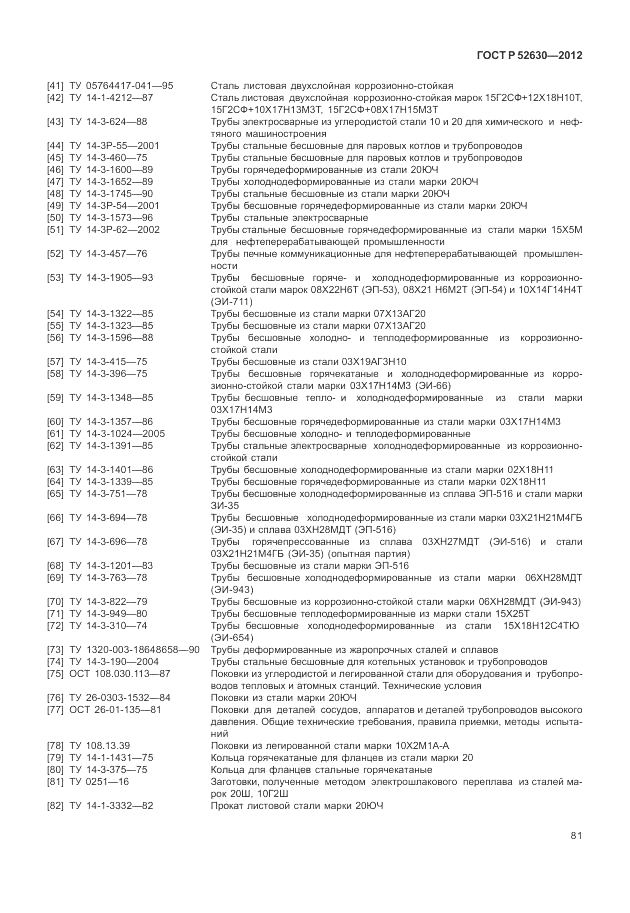 ГОСТ Р 52630—2012
[41] ТУ 05764417-041—95 Сталь листовая двухслойная коррозионно-стойкая
[42] ТУ 14-1-4212—87 Сталь листовая двухслойная коррозионно-стойкая марок 15Г2СФ+12Х18Н10Т,
15Г2СФ+10Х17Н13М3Т, 15Г2СФ+08Х17Н15М3Т
[43] ТУ 14-3-624—88 Трубы электросварные из углеродистой стали 10 и 20 для химического и неф-
тяного машиностроения
[44] ТУ 14-3Р-55—2001 Трубы стальные бесшовные для паровых котлов и трубопроводов
[45] ТУ 14-3-460—75 Трубы стальные бесшовные для паровых котлов и трубопроводов
[46] ТУ 14-3-1600—89 Трубы горячедеформированные из стали 20ЮЧ
[47] ТУ 14-3-1652—89 Трубы холоднодеформированные из стали марки 20ЮЧ
[48] ТУ 14-3-1745—90 Трубы стальные бесшовные из марки 20ЮЧ
[49] ТУ 14-3Р-54—2001 Трубы бесшовные горячедеформированные из стали марки 20ЮЧ
[50] ТУ 14-3-1573—96 Трубы стальные электросварные
[51] ТУ 14-3Р-62—2002 Трубы стальные бесшовные горячедеформированные из стали марки 15Х5М
для нефтеперерабатывающей промышленности
[52] ТУ 14-3-457—76 Трубы печные коммуникационные для нефтеперерабатывающей промышлен-
ности
[53] ТУ 14-3-1905—93 Трубы бесшовные горяче- и холоднодеформированные из коррозионно-
стойкой стали марок 08Х22Н6Т (ЭП-53), 08Х21 Н6М2Т (ЭП-54) и 10Х14Г14Н4Т
(ЭИ-711)
[54] ТУ 14-3-1322—85 Трубы бесшовные из стали марки 07Х13АГ20
[55] ТУ 14-3-1323—85 Трубы бесшовные из стали марки 07Х13АГ20
[56] ТУ 14-3-1596—88 Трубы бесшовные холодно- и теплодеформированные из коррозионно-
стойкой стали
[57] ТУ 14-3-415—75 Трубы бесшовные из стали 03Х19АГ3Н10
[58] ТУ 14-3-396—75 Трубы бесшовные горячекатаные и холоднодеформированные из корро-
зионно-стойкой стали марки 03Х17Н14М3 (ЭИ-66)
[59] ТУ 14-3-1348—85 Трубы бесшовные тепло- и холоднодеформированные из стали марки
03Х17Н14М3
[60] ТУ 14-3-1357—86 Трубы бесшовные горячедеформированные из стали марки 03Х17Н14М3
[61] ТУ 14-3-1024—2005 Трубы бесшовные холодно- и теплодеформированные
[62] ТУ 14-3-1391—85 Трубы стальные электросварные холоднодеформированные из коррозионно-
стойкой стали
[63] ТУ 14-3-1401—86 Трубы бесшовные холоднодеформированные из стали марки 02Х18Н11
[64] ТУ 14-3-1339—85 Трубы бесшовные горячедеформированные из стали марки 02Х18Н11
[65] ТУ 14-3-751—78 Трубы бесшовные холоднодеформированные из сплава ЭП-516 и стали марки
ЗИ-35
[66] ТУ 14-3-694—78 Трубы бесшовные холоднодеформированные из стали марки 03Х21Н21М4ГБ
(ЭИ-35) и сплава 03ХН28МДТ (ЭП-516)
[67] ТУ 14-3-696—78 Трубы горячепрессованные из сплава 03ХН27МДТ (ЭИ-516) и стали
03Х21Н21М4ГБ (ЭИ-35) (опытная партия)
[68] ТУ 14-3-1201—83 Трубы бесшовные из стали марки ЭП-516
[69] ТУ 14-3-763—78 Трубы бесшовные холоднодеформированные из стали марки 06ХН28МДТ
(ЭИ-943)
[70] ТУ 14-3-822—79 Трубы бесшовные из коррозионно-стойкой стали марки 06ХН28МДТ (ЭИ-943)
[71] ТУ 14-3-949—80 Трубы бесшовные теплодеформированные из стали марки 15Х25Т
[72] ТУ 14-3-310—74 Трубы бесшовные холоднодеформированные из стали 15Х18Н12С4ТЮ
(ЭИ-654)
[73] ТУ 1320-003-18648658—90 Трубы деформированные из жаропрочных сталей и сплавов
[74] ТУ 14-3-190—2004 Трубы стальные бесшовные для котельных установок и трубопроводов
[75] ОСТ 108.030.113—87 Поковки из углеродистой и легированной стали для оборудования и трубопро-
водов тепловых и атомных станций. Технические условия
[76] ТУ 26-0303-1532—84 Поковки из стали марки 20ЮЧ
[77] ОСТ 26-01-135—81 Поковки для деталей сосудов, аппаратов и деталей трубопроводов высокого
давления. Общие технические требования, правила приемки, методы испыта-
ний
[78] ТУ 108.13.39 Поковки из легированной стали марки 10Х2М1А-А
[79] ТУ 14-1-1431—75 Кольца горячекатаные для фланцев из стали марки 20
[80] ТУ 14-3-375—75 Кольца для фланцев стальные горячекатаные
[81] ТУ 0251—16 Заготовки, полученные методом электрошлакового переплава из сталей ма-
рок 20Ш, 10Г2Ш
[82] ТУ 14-1-3332—82 Прокат листовой стали марки 20ЮЧ
81